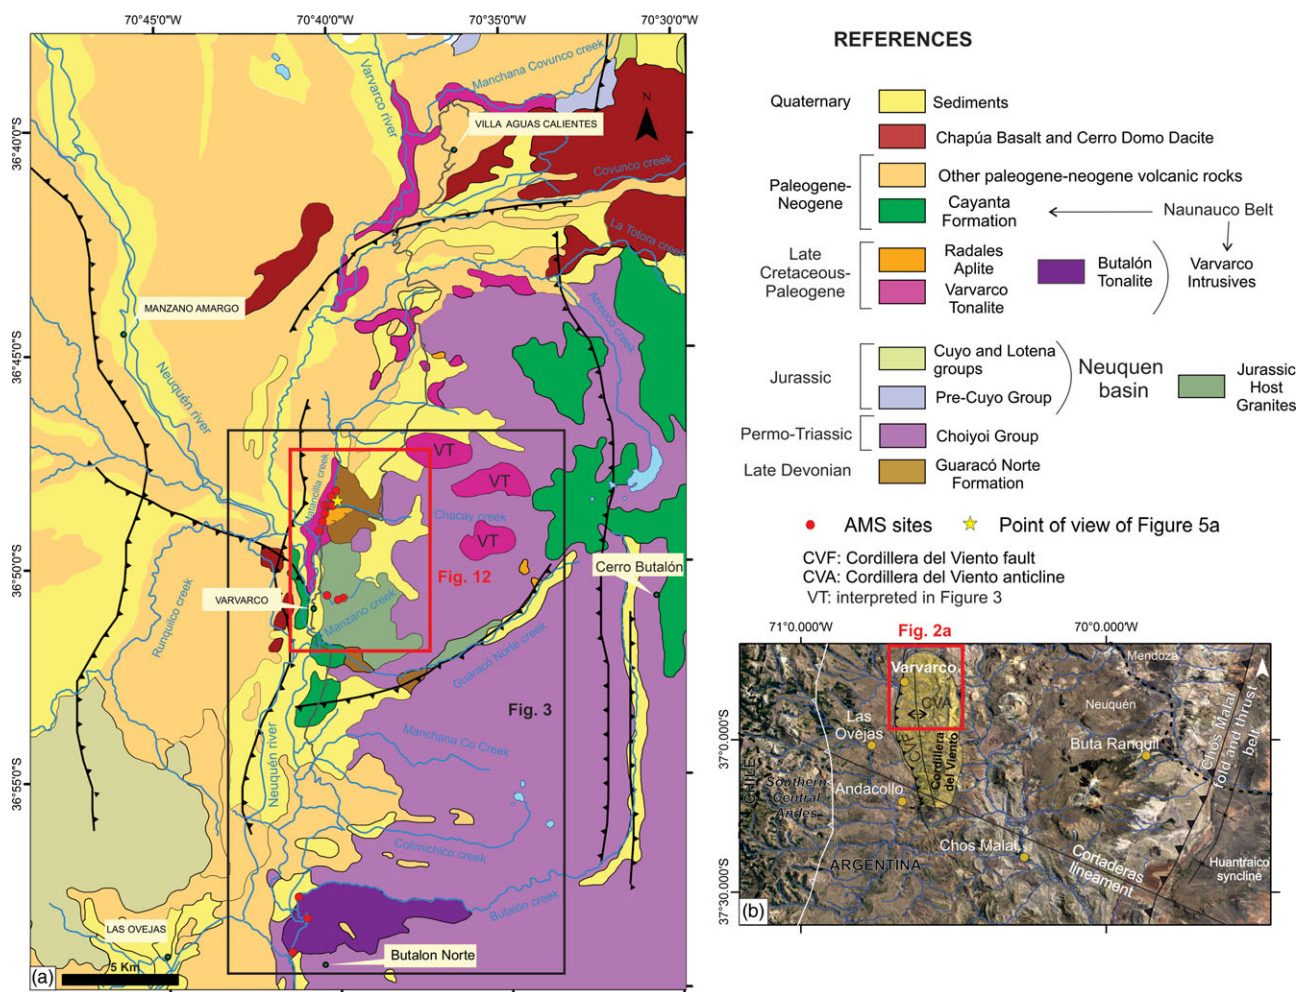 70°45'0"W
70°40'0"W
70°35'0"W
70°30'0"W
36°40'0"S
36°45'0"S
36°50'0"S
36°55'0"S
Varvarco river
Manchana Covunco creek
N
VILLA AGUAS CALIENTES
Covunco creek
La Totora creek
MANZANO AMARGO
Atreuco creek
Neuquén river
Matancilla creek
VT
VT
Chacay creek
VT
Fig. 12
Cerro Butalón
VARVARCO
Runquilco creek
Manzano creek
Guaracó Norte creek
Fig. 3
Manchana Co Creek
Neuquén river
Colimichico creek
Butalón creek
LAS OVEJAS
Butalon Norte
(a)
5 Km
REFERENCES
Quaternary
Sediments
Chapúa Basalt and Cerro Domo Dacite
Paleogene-
Neogene
Other paleogene-neogene volcanic rocks
Cayanta
Formation
Naunauco Belt
Late
Cretaceous-
Paleogene
Radales
Aplite
Varvarco
Tonalite
Butalón
Tonalite
Varvarco
Intrusives
Jurassic
Cuyo and Lotena
groups
Pre-Cuyo Group
Neuquen
basin
Jurassic
Host
Granites
Permo-Triassic
Choiyoi Group
Late Devonian
Guaracó Norte
Formation
AMS sites
Point of view of Figure 5a
CVF: Cordillera del Viento fault
CVA: Cordillera del Viento anticline
VT: interpreted in Figure 3
71°0.000'W
Fig. 2a
70°0.000'W
37°0.000'S
37°30.000'S
Varvarco
Mendoza
Neuquén
CVA
CVF
Las
Ovejas
Cordillera
del Viento
Buta Ranquil
Chos Malal
fold and thrust
belt
CHILE
Southern
Central
Andes
Andacollo
Chos Malal
ARGENTINA
Cortaderas
lineament
Huantraico
syncline
(b)